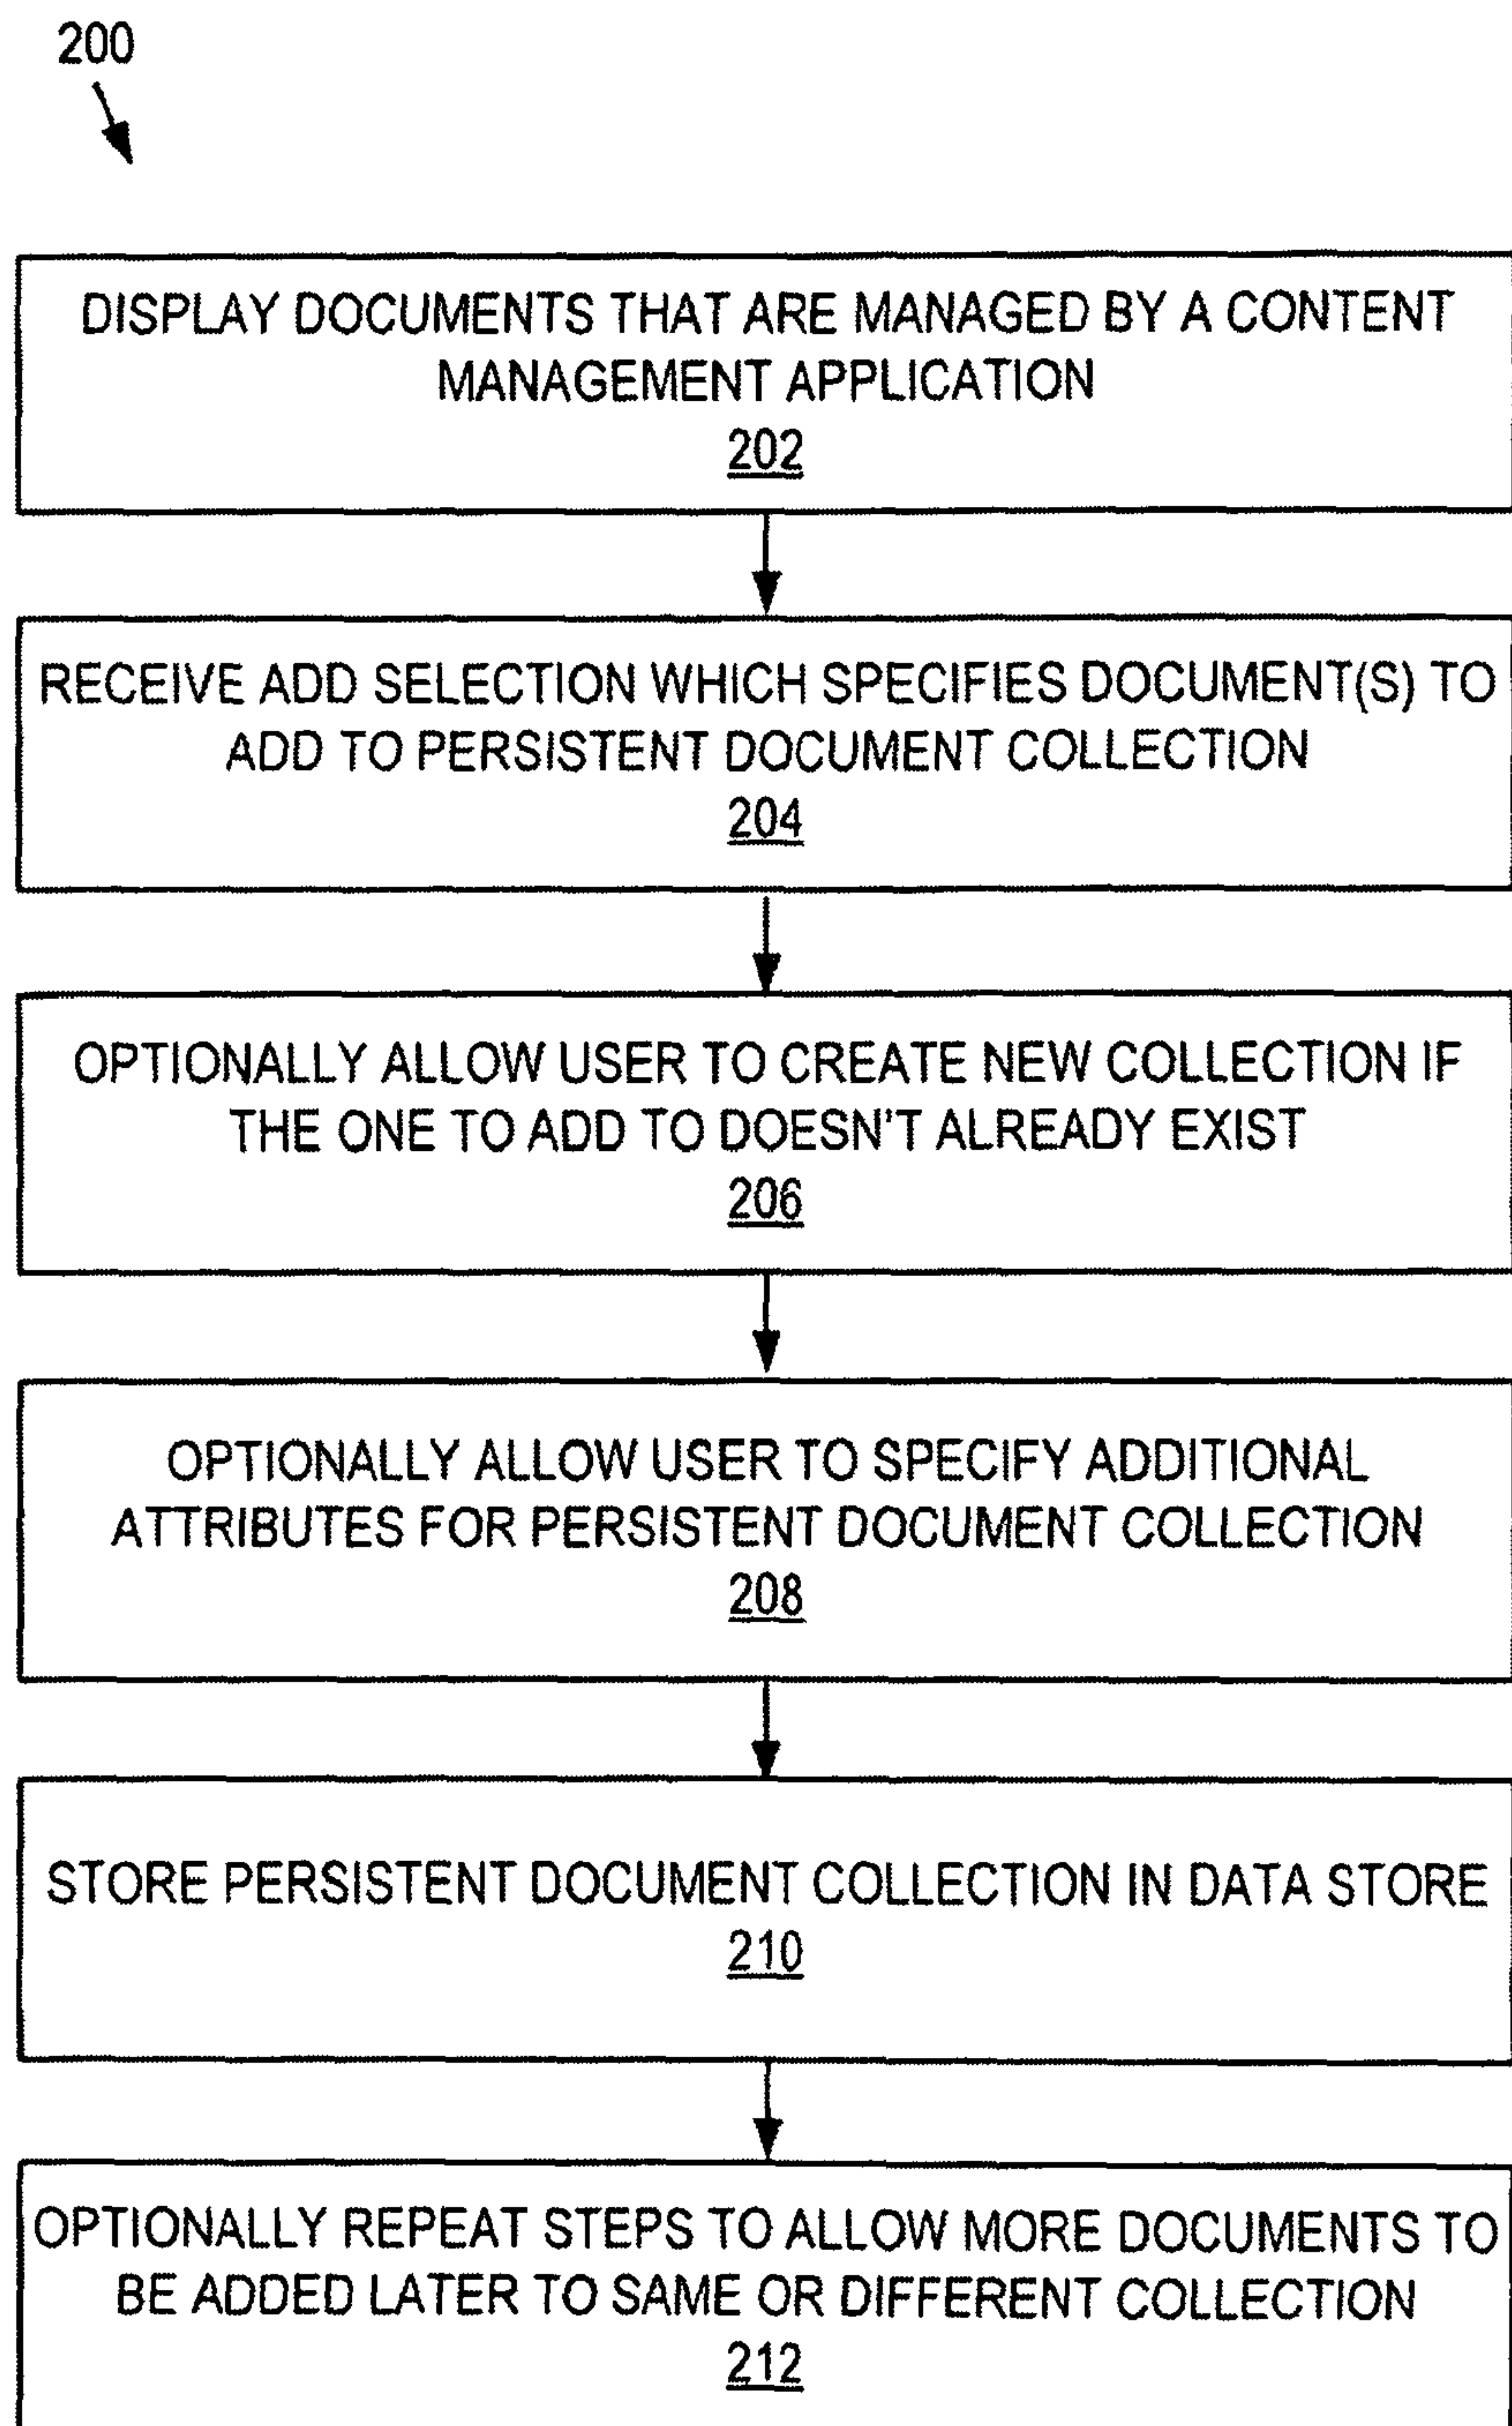 200
DISPLAY DOCUMENTS THAT ARE MANAGED BY A CONTENT
MANAGEMENT APPLICATION
202
RECEIVE ADD SELECTION WHICH SPECIFIES DOCUMENT(S) TO
ADD TO PERSISTENT DOCUMENT COLLECTION
204
OPTIONALLY ALLOW USER TO CREATE NEW COLLECTION IF
THE ONE TO ADD TO DOESN'T ALREADY EXIST
206
OPTIONALLY ALLOW USER TO SPECIFY ADDITIONAL
ATTRIBUTES FOR PERSISTENT DOCUMENT COLLECTION
208
STORE PERSISTENT DOCUMENT COLLECTION IN DATA STORE
210
OPTIONALLY REPEAT STEPS TO ALLOW MORE DOCUMENTS TO
BE ADDED LATER TO SAME OR DIFFERENT COLLECTION
212